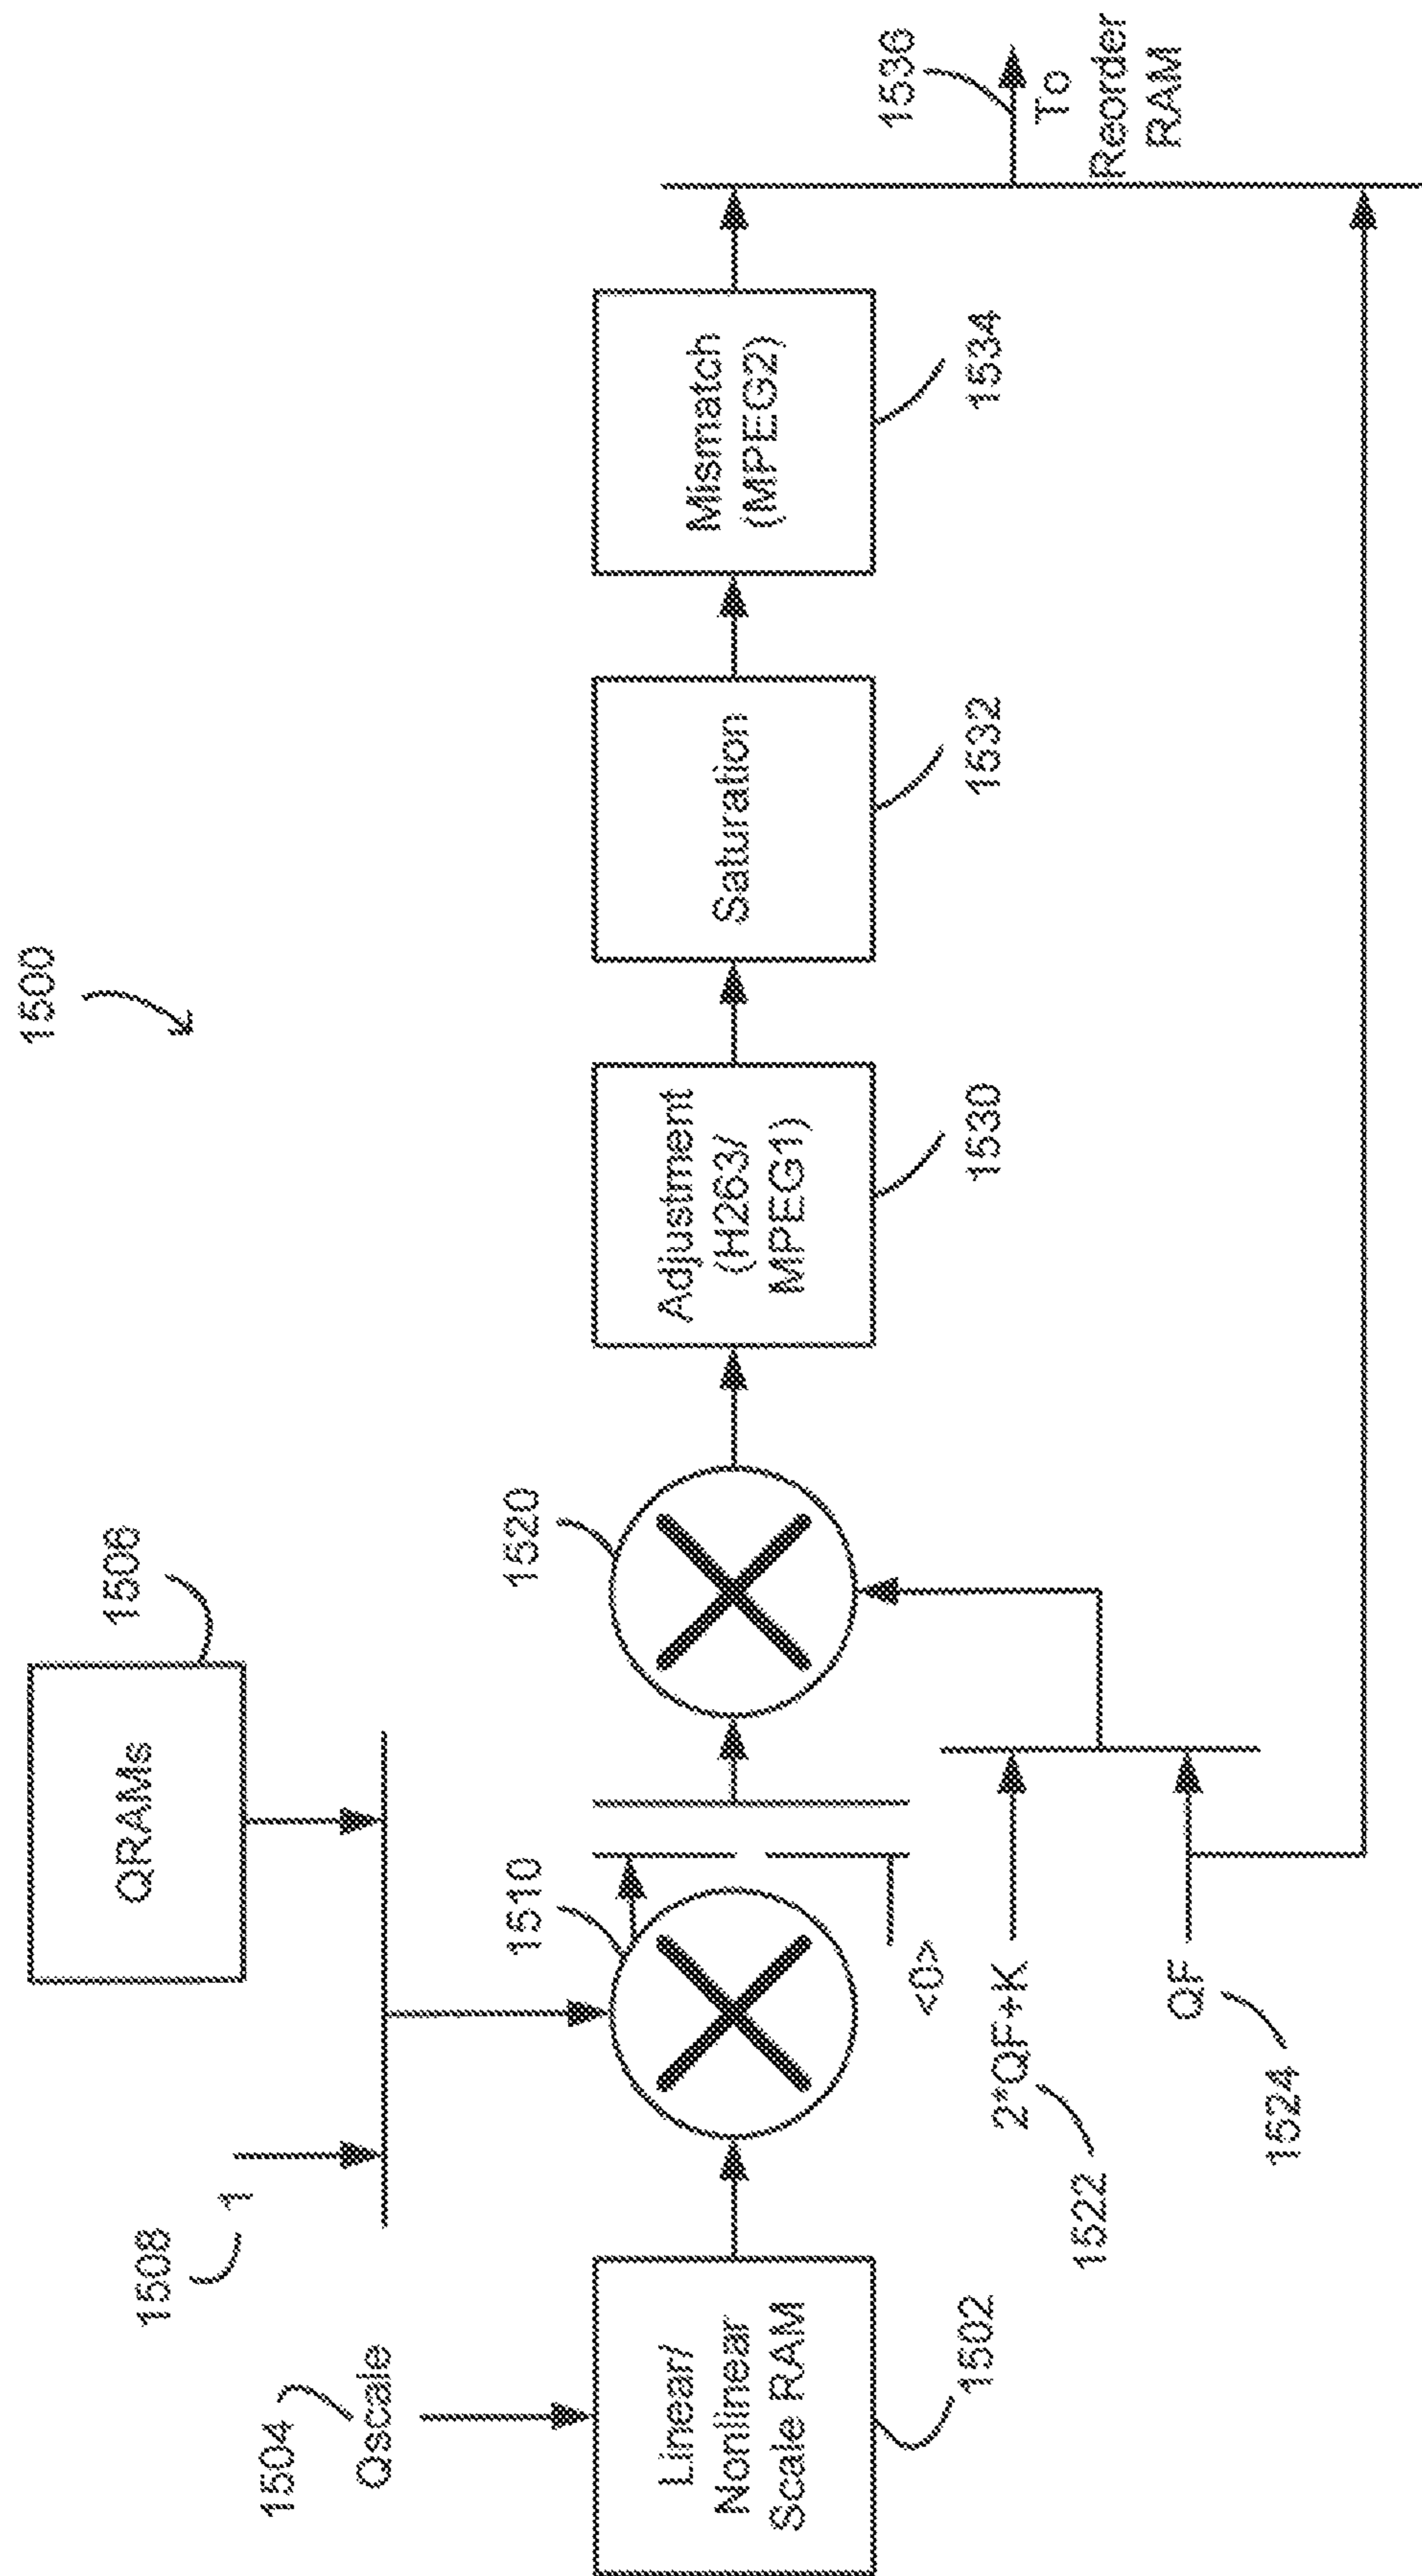 1500
1504
Qscale
1508
1
QRAMs
1506
Linear/
Nonlinear
Scale RAM
1502
1510
<0>
1520
2*QF+K
1522
QF
1524
Adjustment
(H263/
MPEG1)
1530
Saturation
1532
Mismatch
(MPEG2)
1534
1536
To
Reorder
RAM